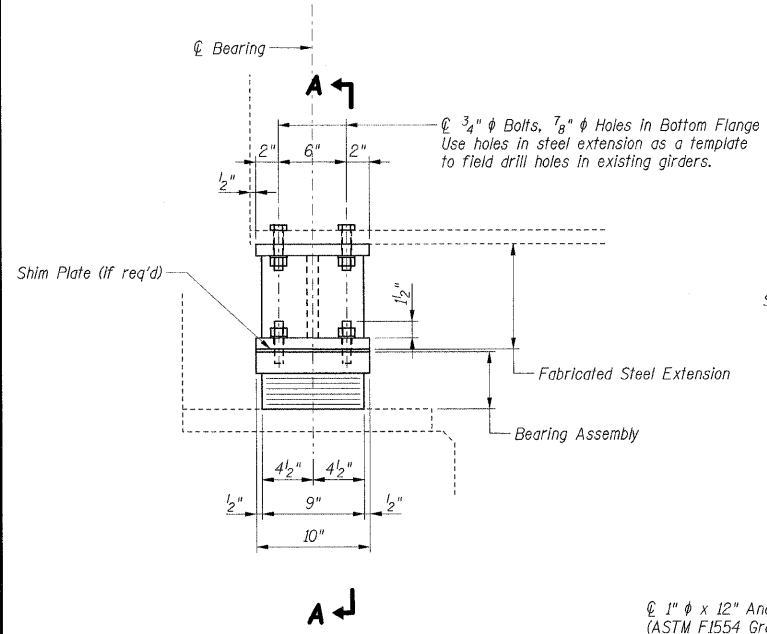 ℄ Bearing
A
℄ 3/4" ϕ Bolts, 7/8" ϕ Holes in Bottom Flange
Use holes in steel extension as a template
to field drill holes in existing girders.
2" 6" 2"
1/2"
Shim Plate (If req'd)
1 1/2"
Fabricated Steel Extension
Bearing Assembly
4 1/2" 4 1/2"
1/2" 9" 1/2"
10"
A
℄ 1" ϕ x 12"
(ASTM F1554